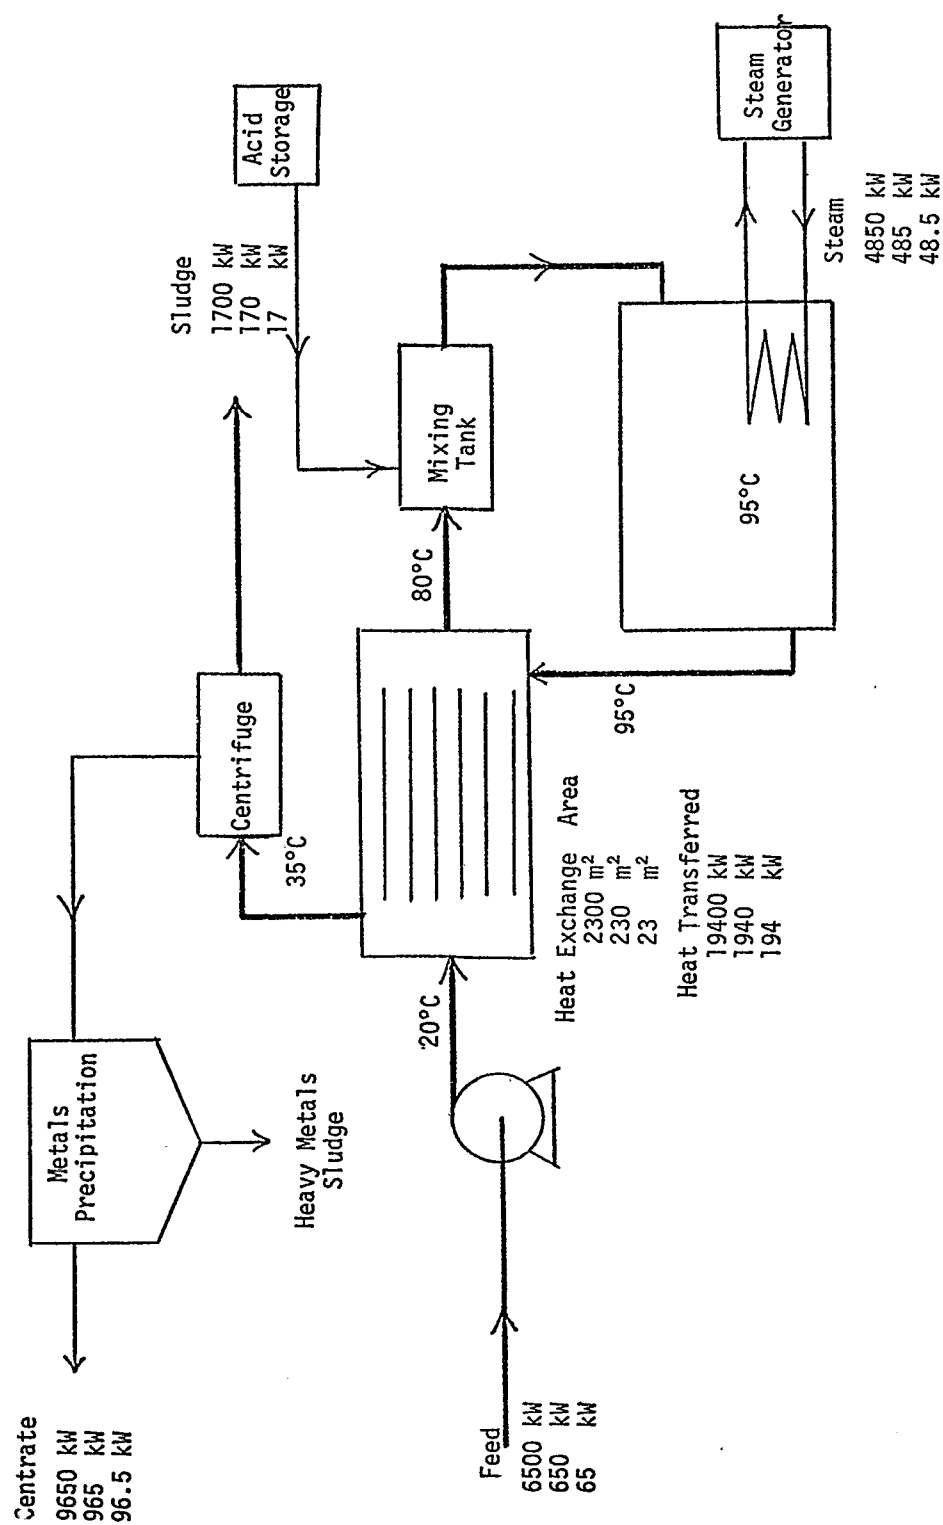 Centrate
9650 kW
965 kW
96.5 kW
Metals
Precipitation
Heavy Metals
Sludge
Centrifuge
35°C
Sludge
1700 kW
170 kW
17 kW
Acid
Storage
Feed
6500 kW
650 kW
65 kW
20°C
80°C
Mixing
Tank
Heat Exchange Area
2300 m²
230 m²
23 m²
Heat Transferred
19400 kW
1940 kW
194 kW
95°C
95°C
Steam
4850 kW
485 kW
48.5 kW
Steam
Generator